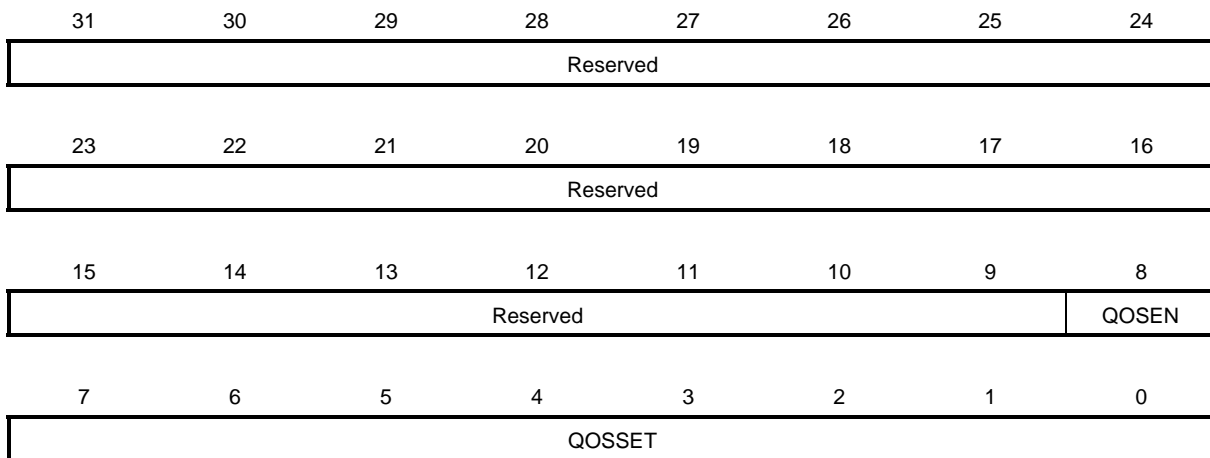 31 30 29 28 27 26 25 24
Reserved
23 22 21 20 19 18 17 16
Reserved
15 14 13 12 11 10 9 8
Reserved QOSEN
7 6 5 4 3 2 1 0
QOSSET